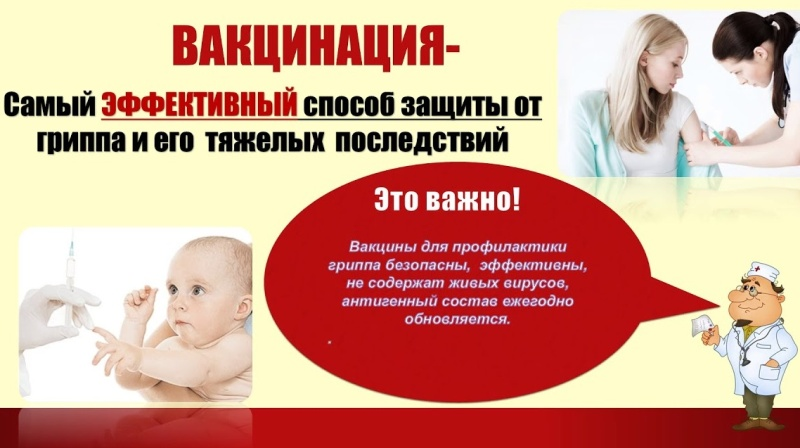 ВАКЦИНАЦИЯ-
Самый ЭФФЕКТИВНЫЙ способ защиты от
гриппа и его тяжелых последствий
Это важно!
Вакцины для профилактики
гриппа безопасны, эффективны,
не содержат живых вирусов,
антигенный состав ежегодно
обновляется.
.